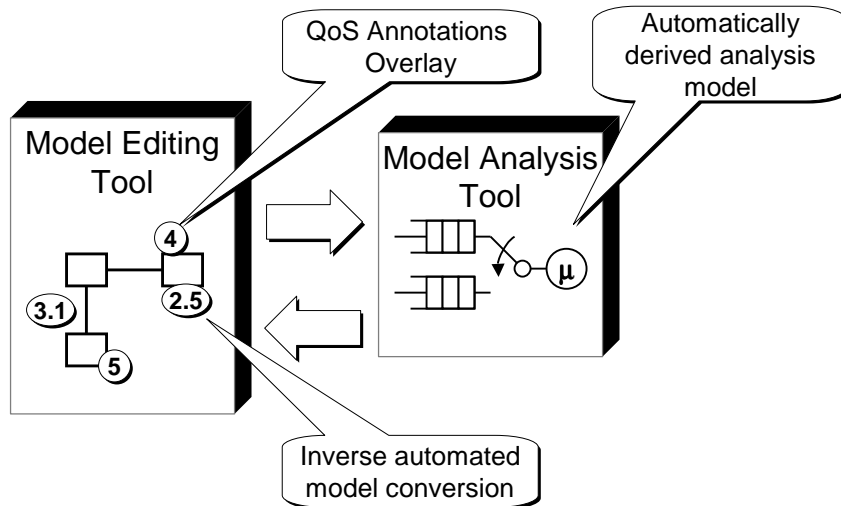 QoS Annotations
Overlay
Automatically
derived analysis
model
Model Editing
Tool
Model Analysis
Tool
4
2.5
3.1
5
μ
Inverse automated
model conversion